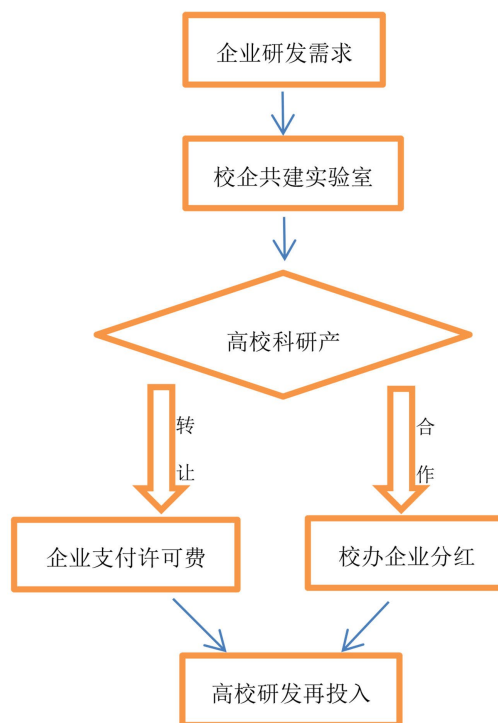 企业研发需求
校企共建实验室
高校科研产
转让
合作
企业支付许可费
校办企业分红
高校研发再投入